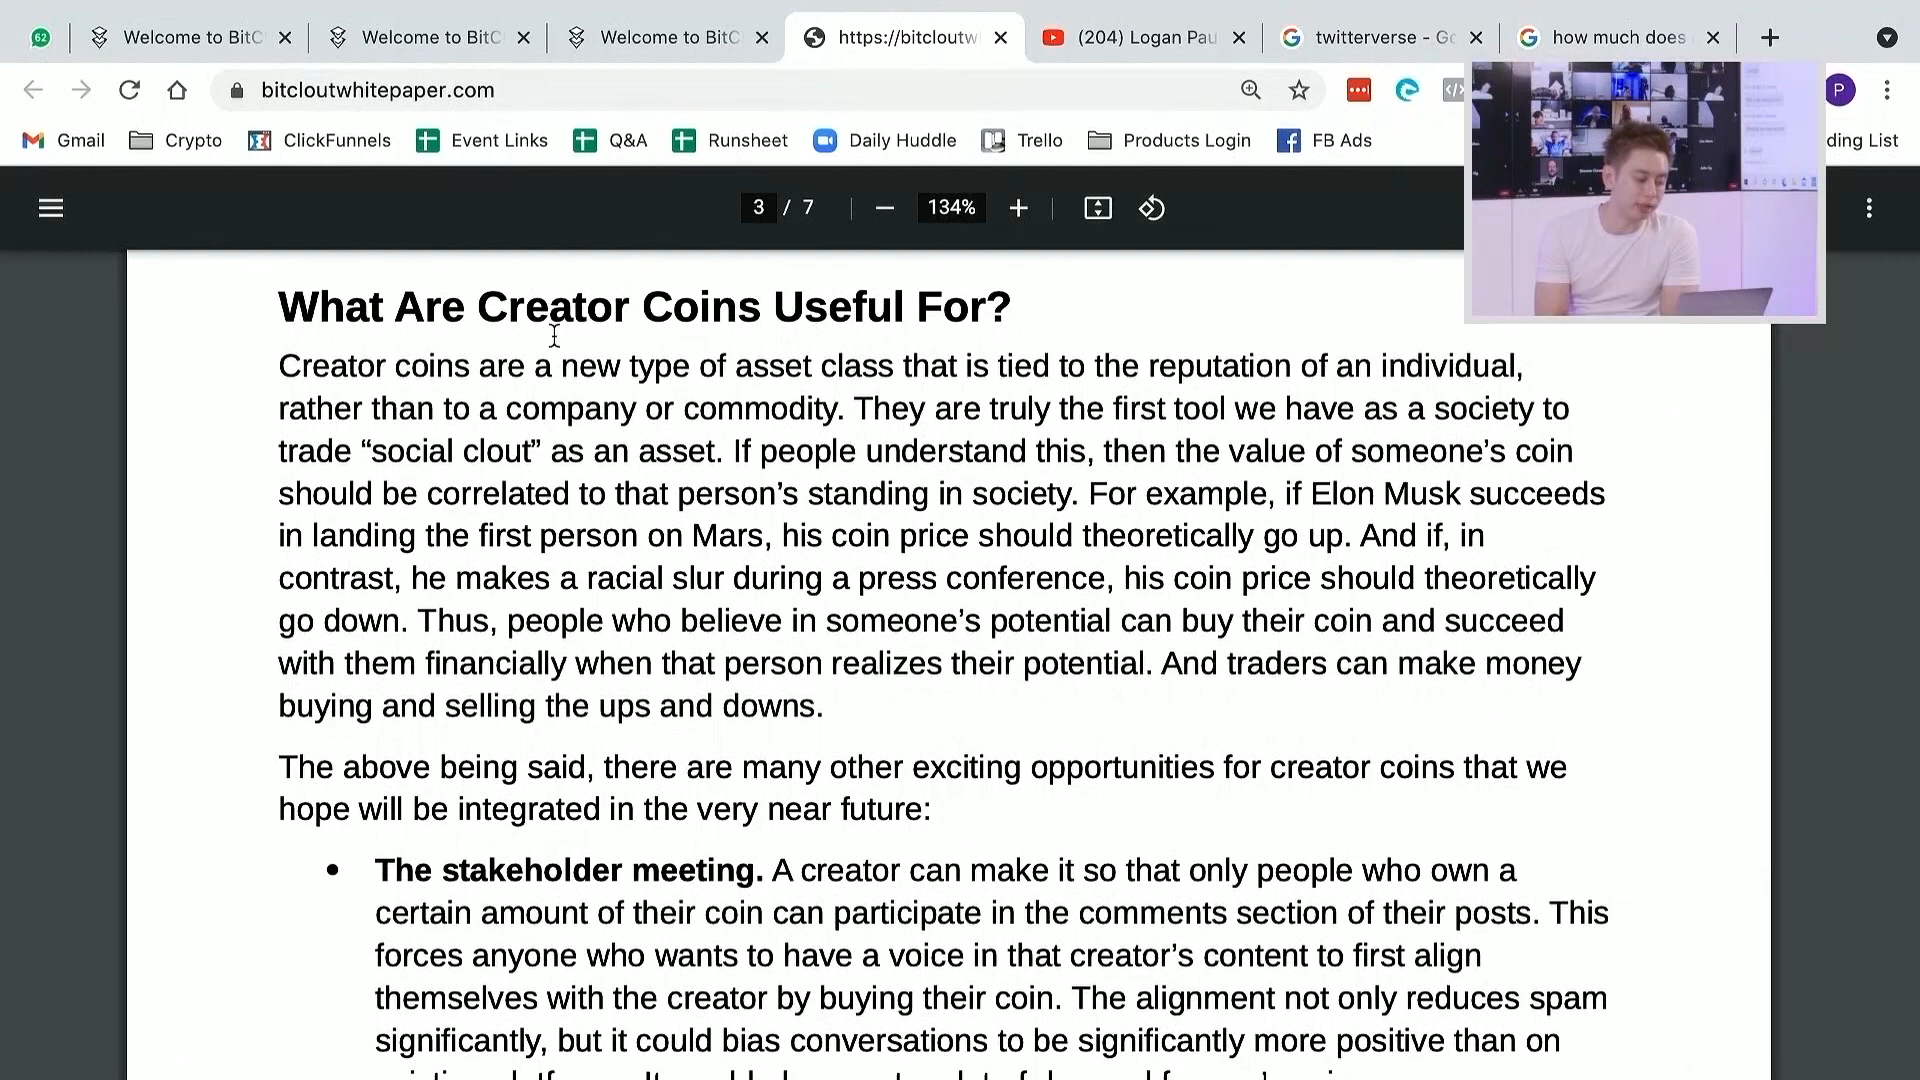 62
Welcome to BitC
Welcome to BitC
Welcome to BitC
https://bitcloutw
(204) Logan Pau
twitterverse - Go
how much does
bitcloutwhitepaper.com
P
Gmail
Crypto
ClickFunnels
Event Links
Q&A
Runsheet
Daily Huddle
Trello
Products Login
FB Ads
ding List
3 / 7
134%
What Are Creator Coins Useful For?
Creator coins are a new type of asset class that is tied to the reputation of an individual,
rather than to a company or commodity. They are truly the first tool we have as a society to
trade “social clout” as an asset. If people understand this, then the value of someone’s coin
should be correlated to that person’s standing in society. For example, if Elon Musk succeeds
in landing the first person on Mars, his coin price should theoretically go up. And if, in
contrast, he makes a racial slur during a press conference, his coin price should theoretically
go down. Thus, people who believe in someone’s potential can buy their coin and succeed
with them financially when that person realizes their potential. And traders can make money
buying and selling the ups and downs.
The above being said, there are many other exciting opportunities for creator coins that we
hope will be integrated in the very near future:
• The stakeholder meeting. A creator can make it so that only people who own a
certain amount of their coin can participate in the comments section of their posts. This
forces anyone who wants to have a voice in that creator’s content to first align
themselves with the creator by buying their coin. The alignment not only reduces spam
significantly, but it could bias conversations to be significantly more positive than on